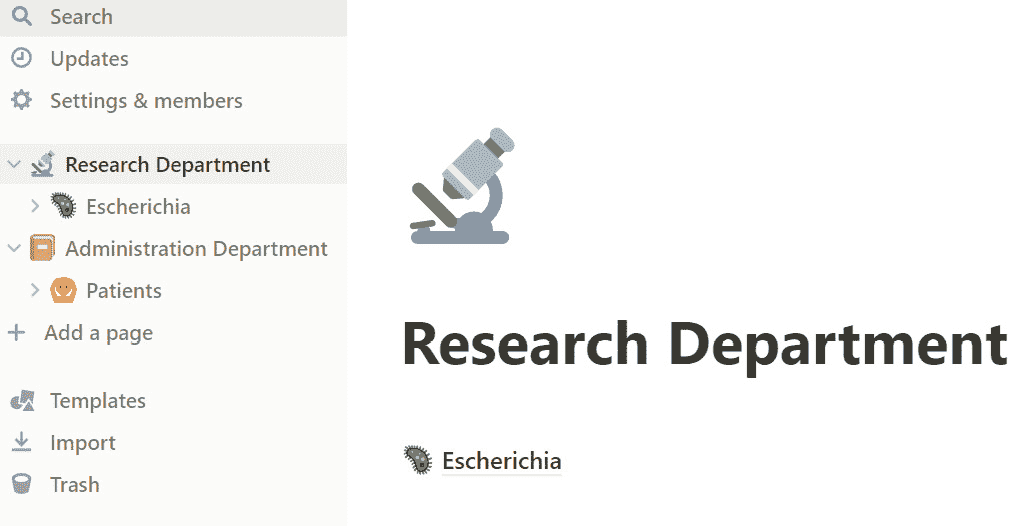 Search
Updates
Settings & members
Research Department
Escherichia
Administration Department
Patients
Add a page
Templates
Import
Trash
Research Department
Escherichia